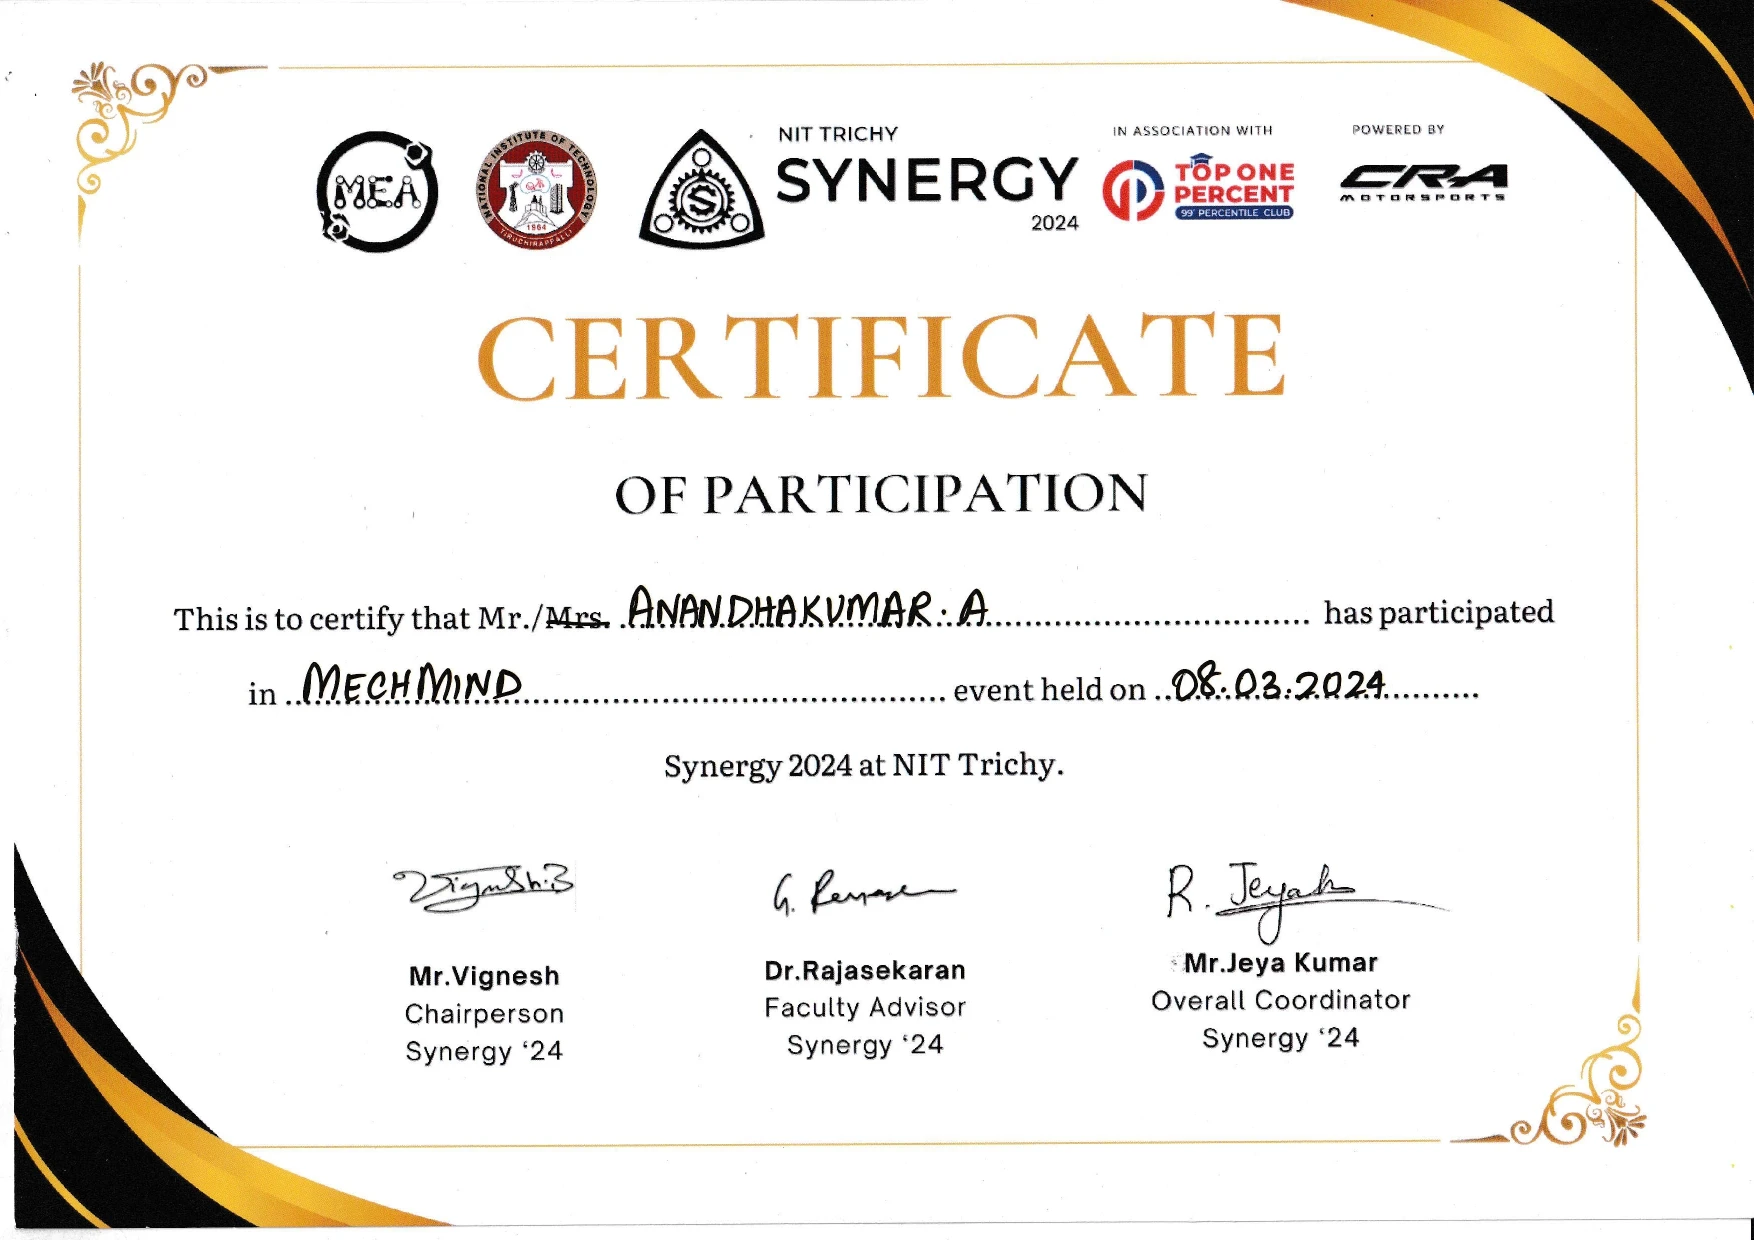 MEA
NATIONAL INSTITUTE OF TECHNOLOGY
1964
TIRUCHIRAPPALLI
S
NIT TRICHY
SYNERGY
2024
IN ASSOCIATION WITH
TOP ONE
PERCENT
99+ PERCENTILE CLUB
POWERED BY
CRA
MOTORSPORTS
CERTIFICATE
OF PARTICIPATION
This is to certify that Mr./Mrs. ANANDHAKUMAR. A has participated
in MECHMIND event held on 08.03.2024
Synergy 2024 at NIT Trichy.
Vignesh.B
G.
R. Jeyak
Mr.Vignesh
Chairperson
Synergy ‘24
Dr.Rajasekaran
Faculty Advisor
Synergy ‘24
Mr.Jeya Kumar
Overall Coordinator
Synergy ‘24